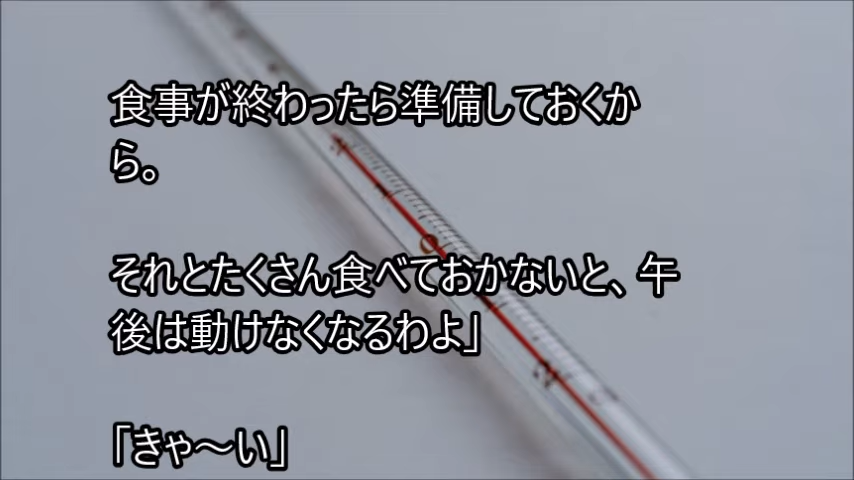 食事が終わったら準備しておくか
ら。
それとたくさん食べておかないと、午
後は動けなくなるわよ」
「きゃ～い」